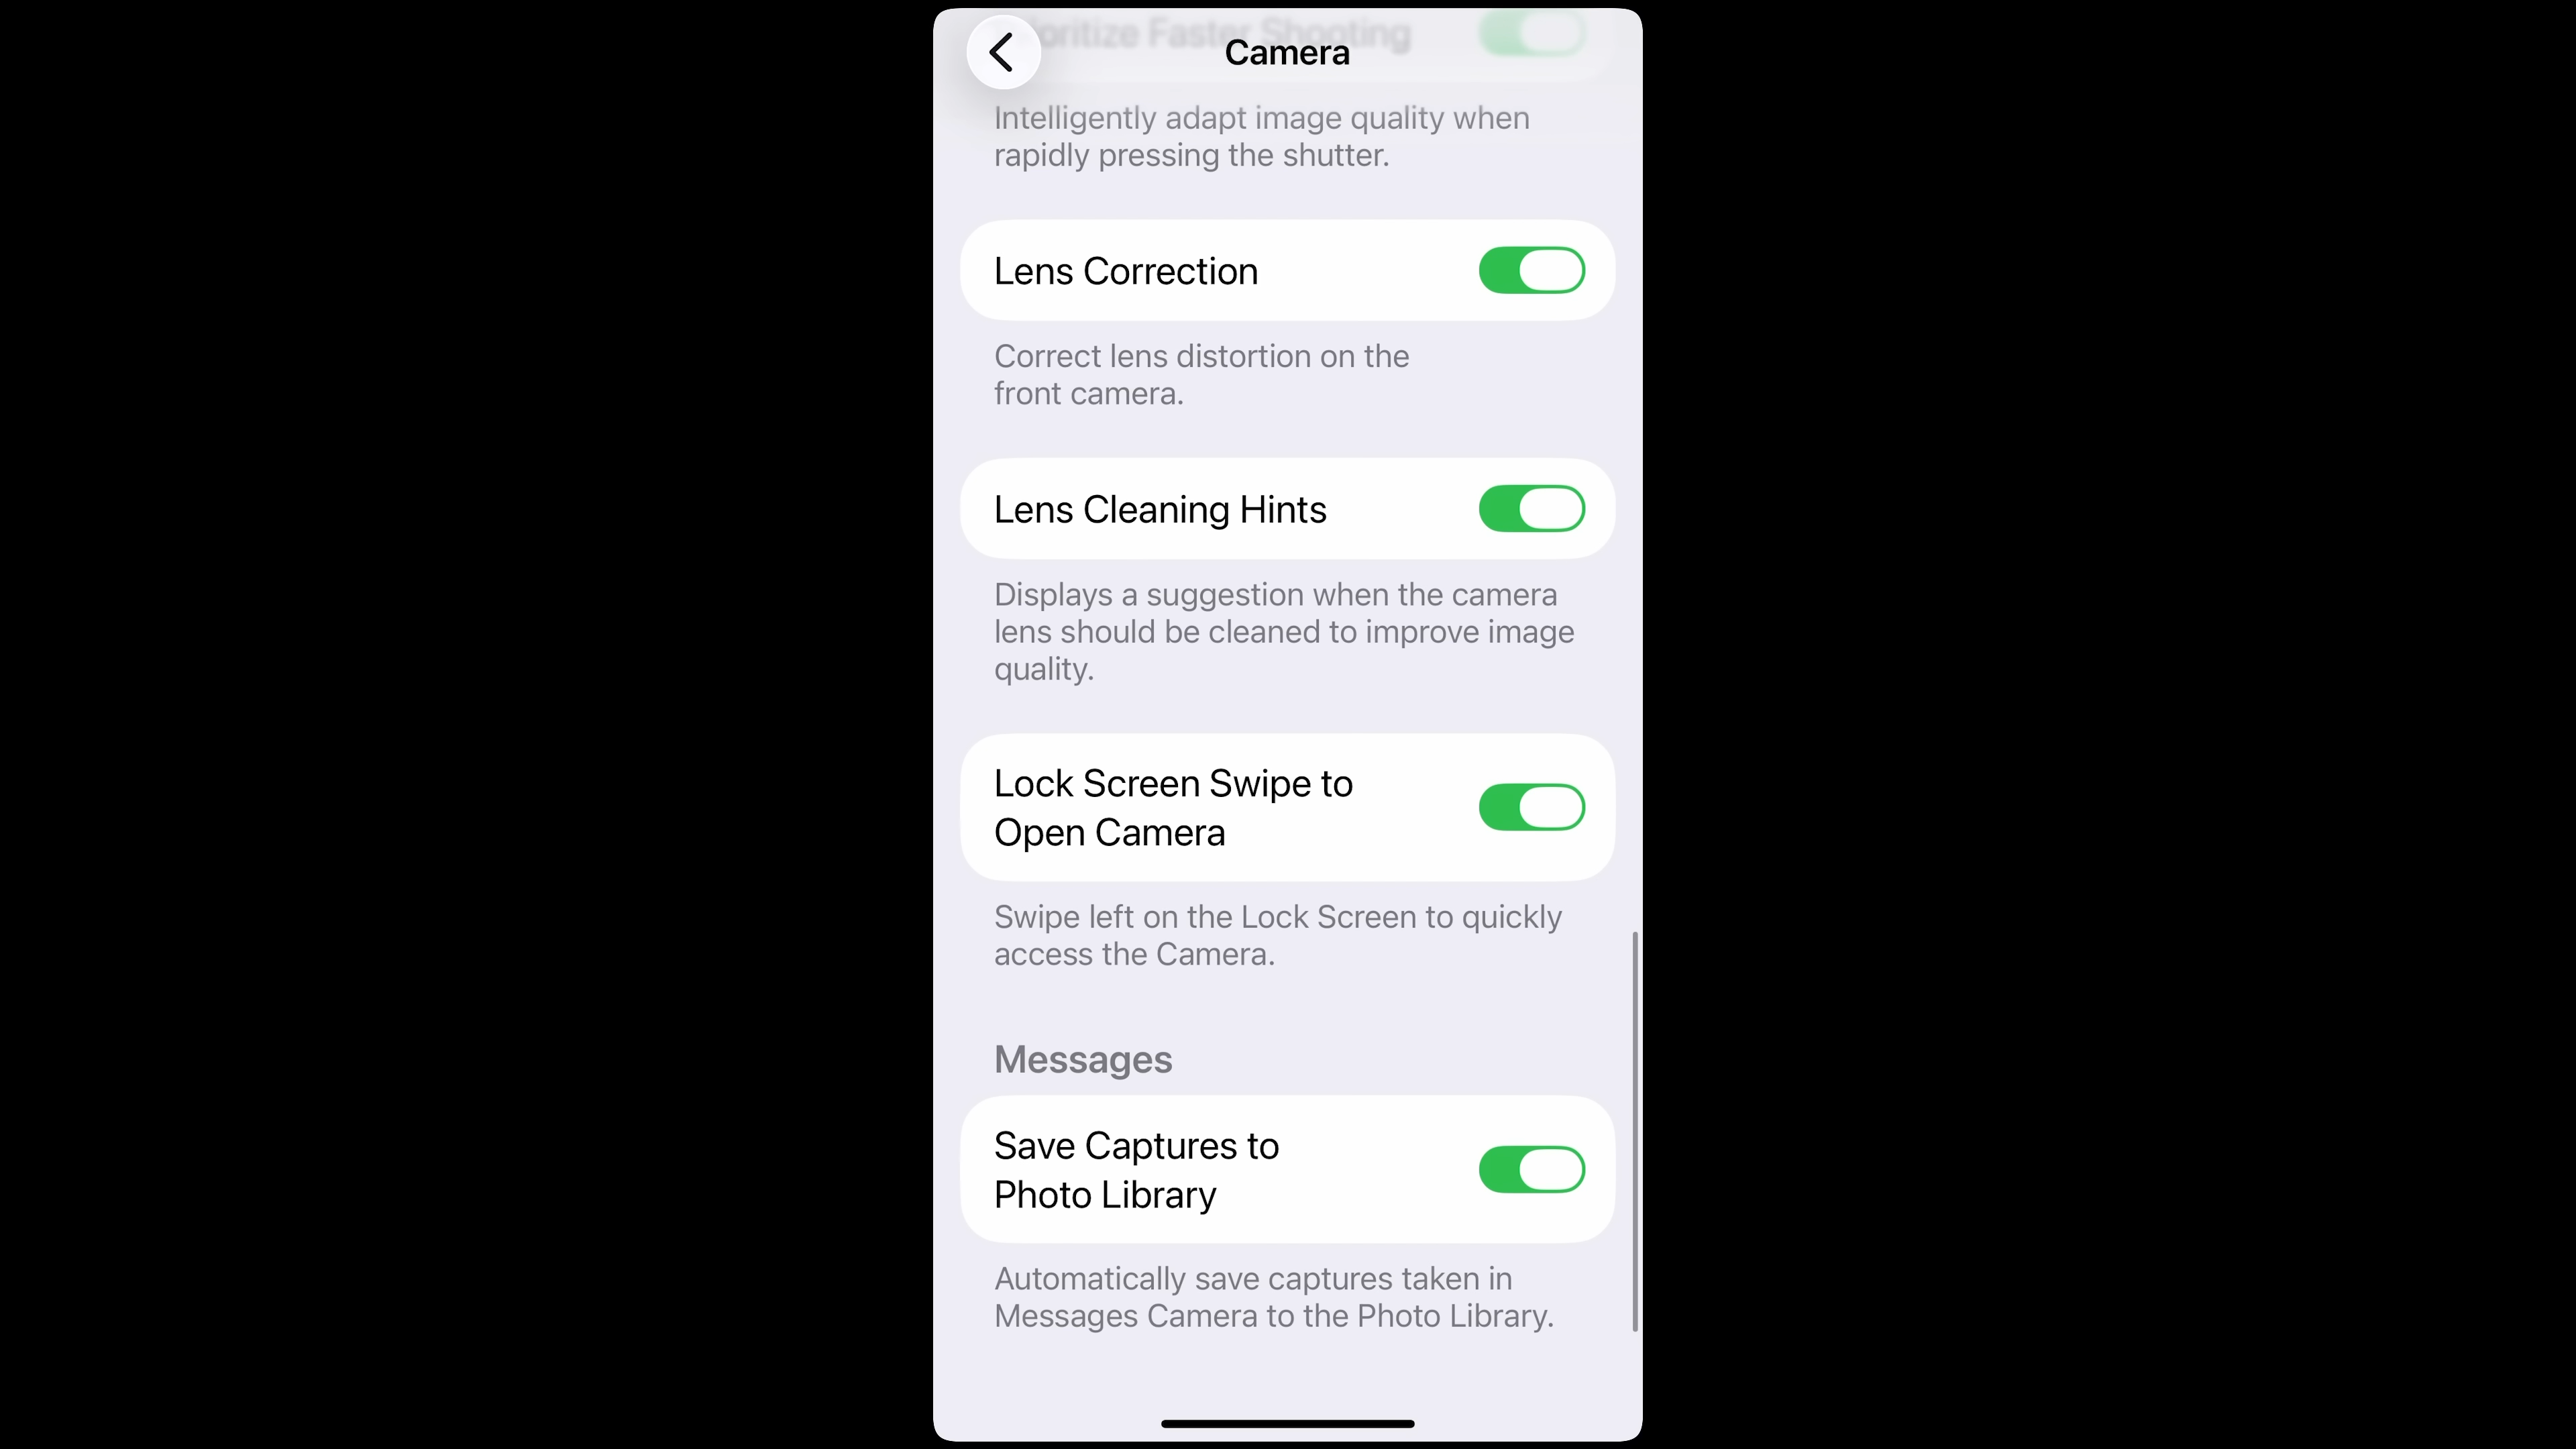 Camera
Prioritize Faster Shooting
Intelligently adapt image quality when
rapidly pressing the shutter.
Lens Correction
Correct lens distortion on the
front camera.
Lens Cleaning Hints
Displays a suggestion when the camera
lens should be cleaned to improve image
quality.
Lock Screen Swipe to
Open Camera
Swipe left on the Lock Screen to quickly
access the Camera.
Messages
Save Captures to
Photo Library
Automatically save captures taken in
Messages Camera to the Photo Library.